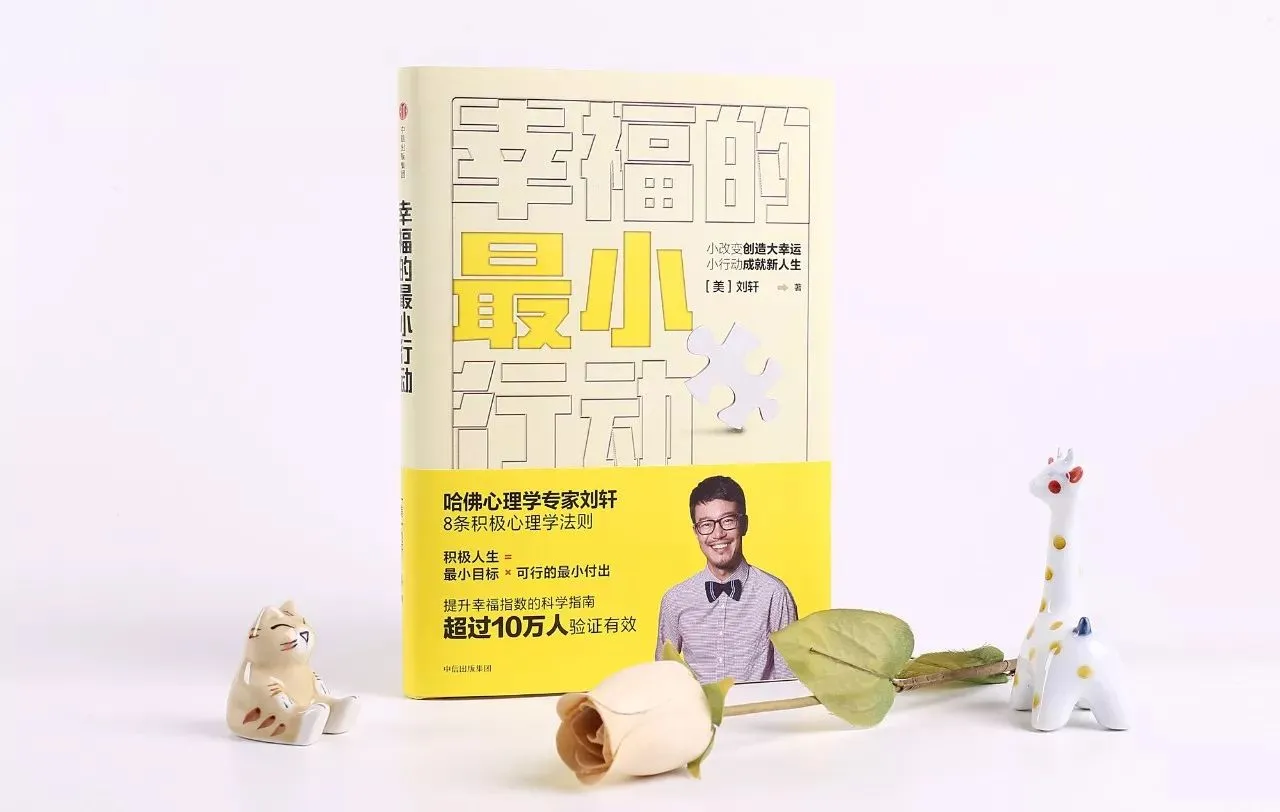 中信出版集团
幸福的最小行动
幸福的
最小
行动
小改变创造大幸运
小行动成就新人生
[美]刘轩 ⇨ 著
哈佛心理学专家刘轩
8条积极心理学法则
积极人生=
最小目标×可行的最小付出
提升幸福指数的科学指南
超过10万人验证有效
中信出版集团